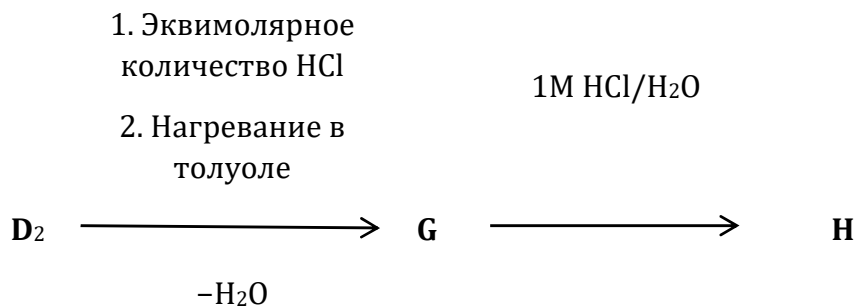 1. Эквимолярное
количество HCl
2. Нагревание в
толуоле
1M HCl/H₂O
D₂
G
H
–H₂O